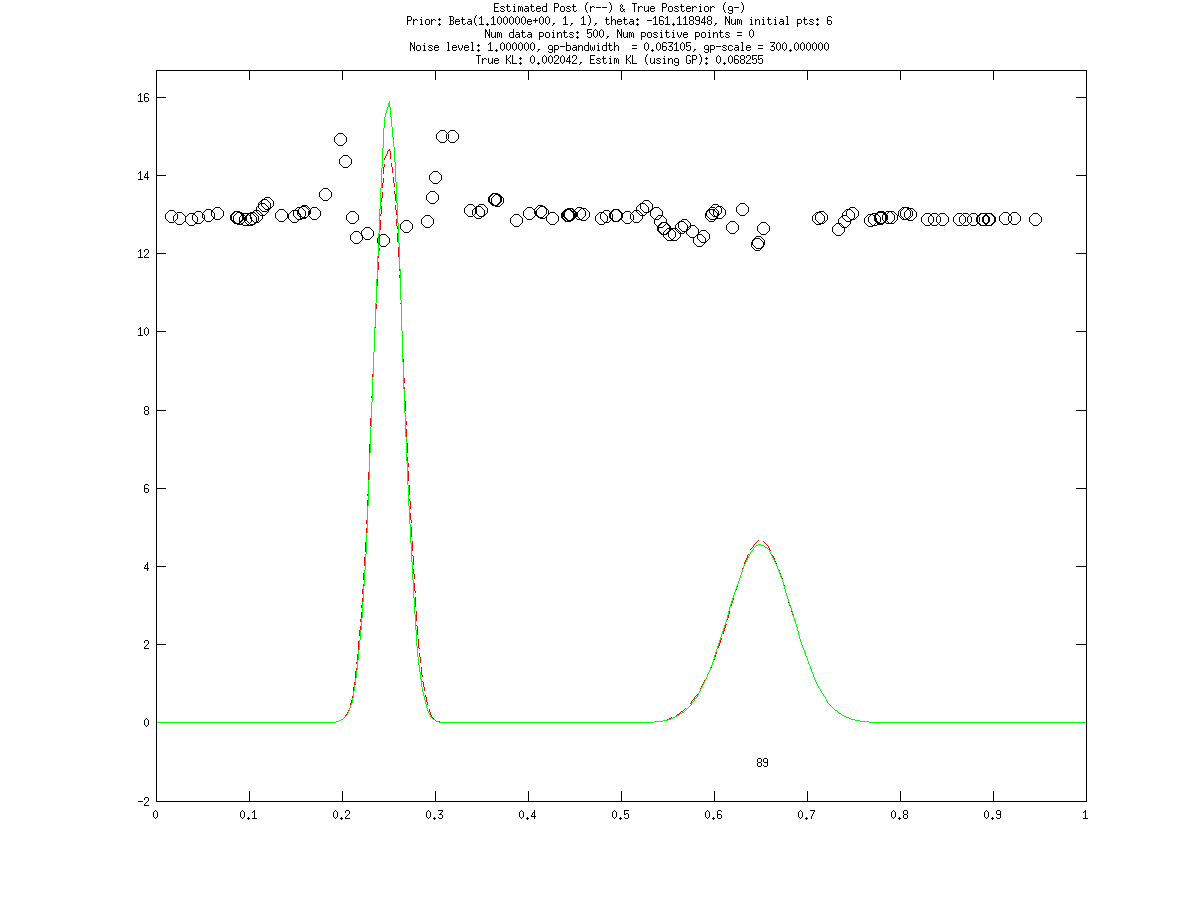 Estimated Post (r--) & True Posterior (g-)
Prior: Beta(1.100000e+00, 1, 1), theta: -161.118948, Num initial pts: 6
Num data points: 500, Num positive points = 0
Noise level: 1.000000, gp-bandwidth  = 0.063105, gp-scale = 300.000000
True KL: 0.002042, Estim KL (using GP): 0.068255
16
14
12
10
8
6
4
2
0
89
-2
0 0.1 0.2 0.3 0.4 0.5 0.6 0.7 0.8 0.9 1